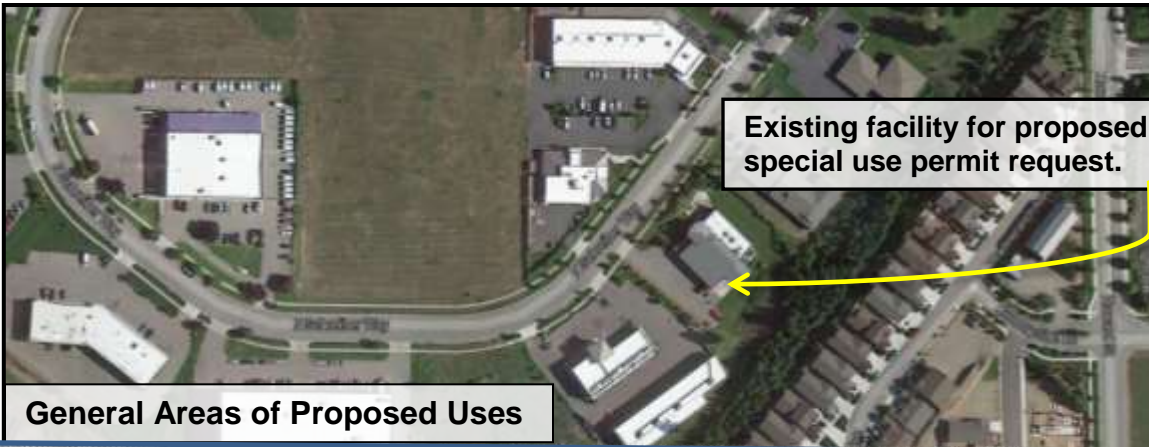 Existing facility for proposed
special use permit request.
General Areas of Proposed Uses